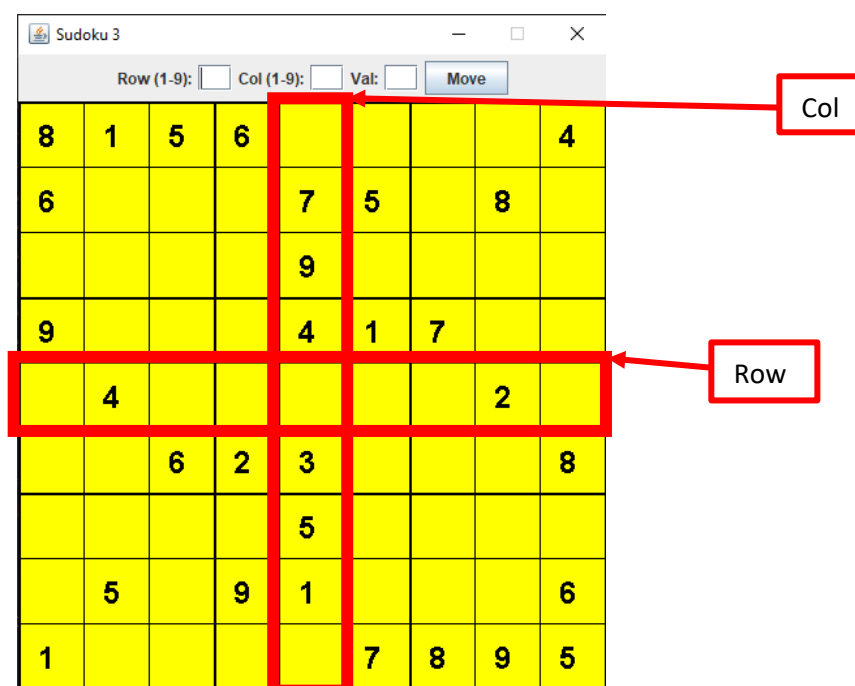 Sudoku 3
Row (1-9): Col (1-9): Val: Move
Col
8 1 5 6 4
6 7 5 8
9
9 4 1 7
Row
4 2
6 2 3 8
5
5 9 1 6
1 7 8 9 5